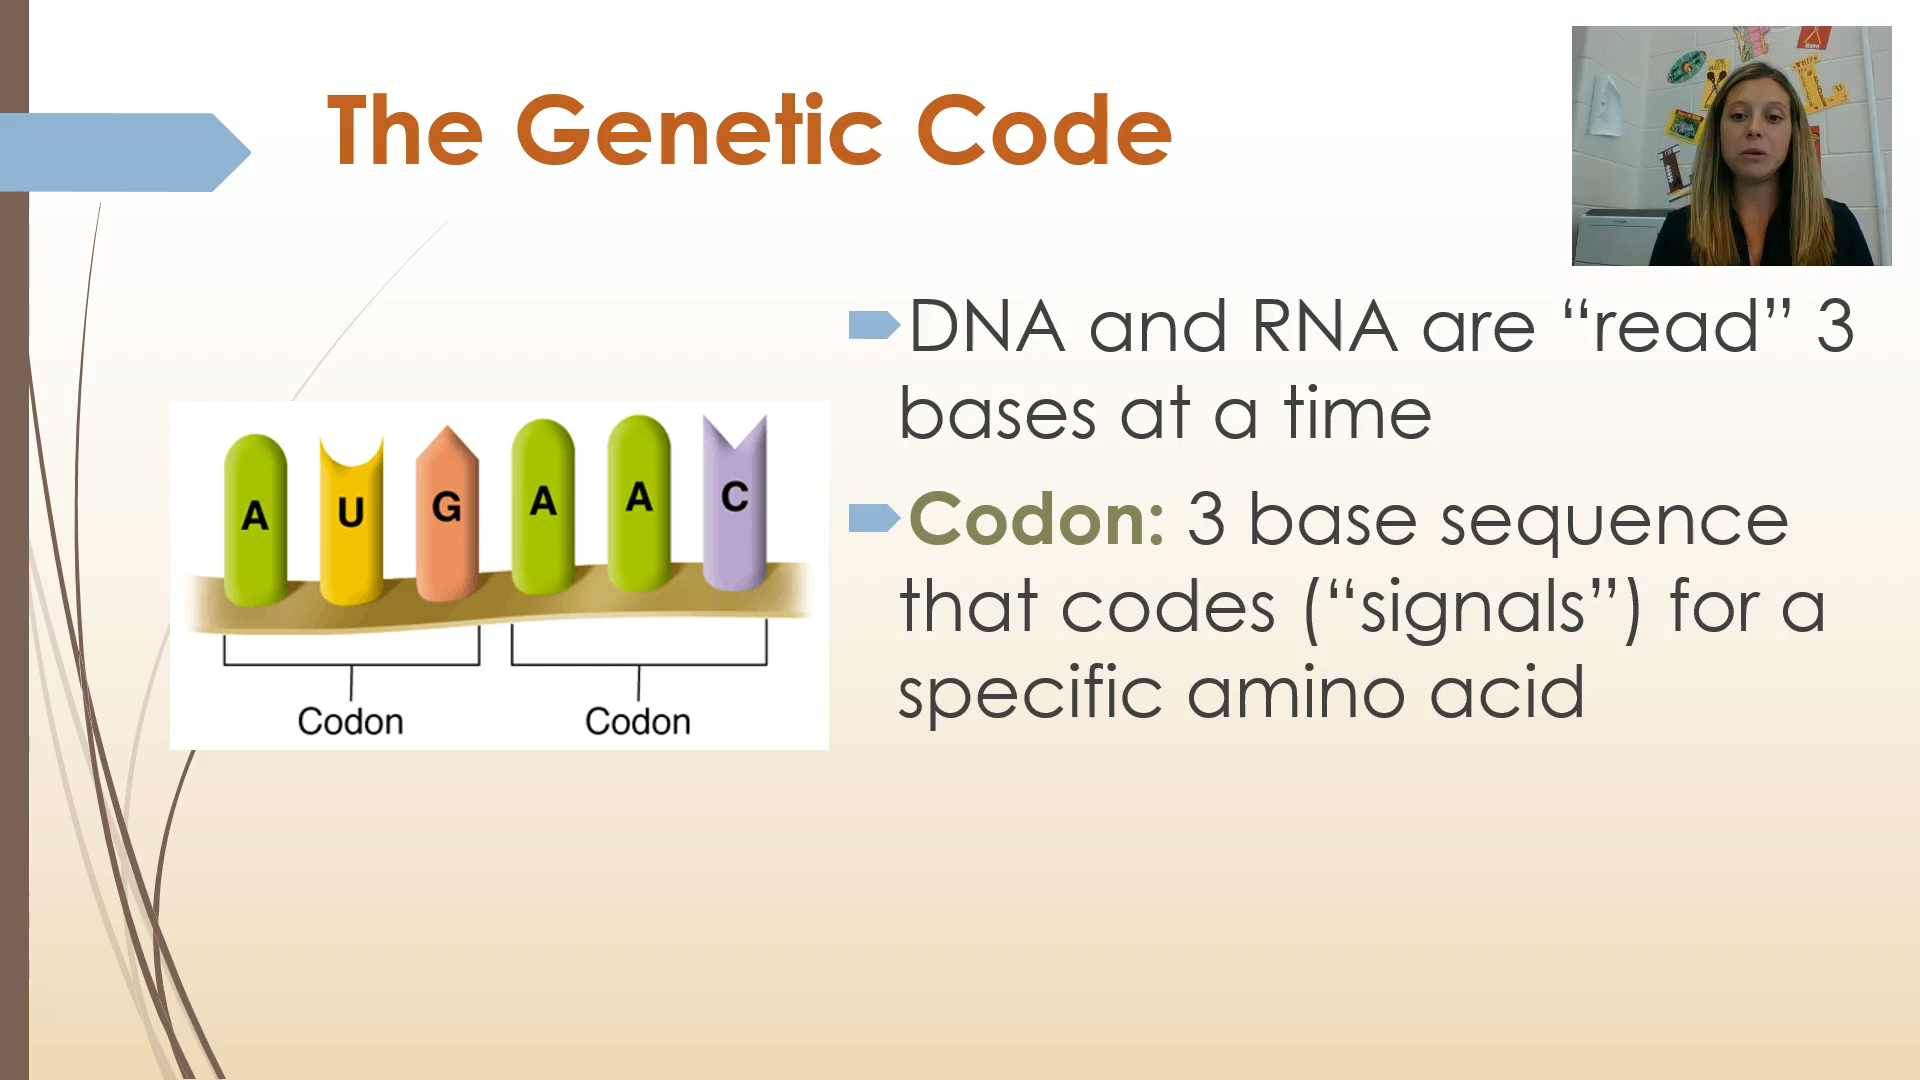 The Genetic Code
DNA and RNA are “read” 3
bases at a time
Codon: 3 base sequence
that codes (“signals”) for a
specific amino acid
A U G A A C
Codon Codon